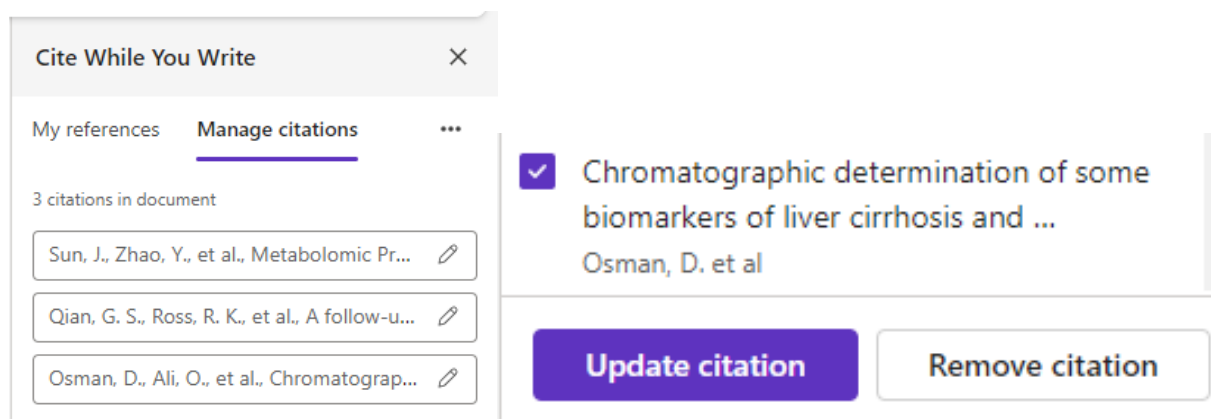 Cite While You Write
My references Manage citations
3 citations in document
Sun, J., Zhao, Y., et al., Metabolomic Pr...
Qian, G. S., Ross, R. K., et al., A follow-u...
Osman, D., Ali, O., et al., Chromatograp...
Chromatographic determination of some
biomarkers of liver cirrhosis and ...
Osman, D. et al
Update citation Remove citation